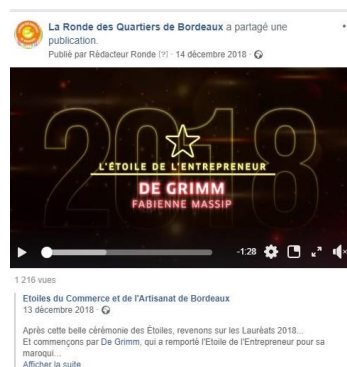 La Ronde des Quartiers de Bordeaux a partagé une
publication.
Publié par Rédacteur Ronde [?] · 14 décembre 2018 ·
2018
L'ÉTOILE DE L'ENTREPRENEUR
DE GRIMM
FABIENNE MASSIP
-1:28
1 216 vues
Etoiles du Commerce et de l'Artisanat de Bordeaux
13 décembre 2018 ·
Après cette belle cérémonie des Étoiles, revenons sur les Lauréats 2018...
Et commençons par De Grimm, qui a remporté l'Etoile de l'Entrepreneur pour sa
maroqui...
Afficher la suite